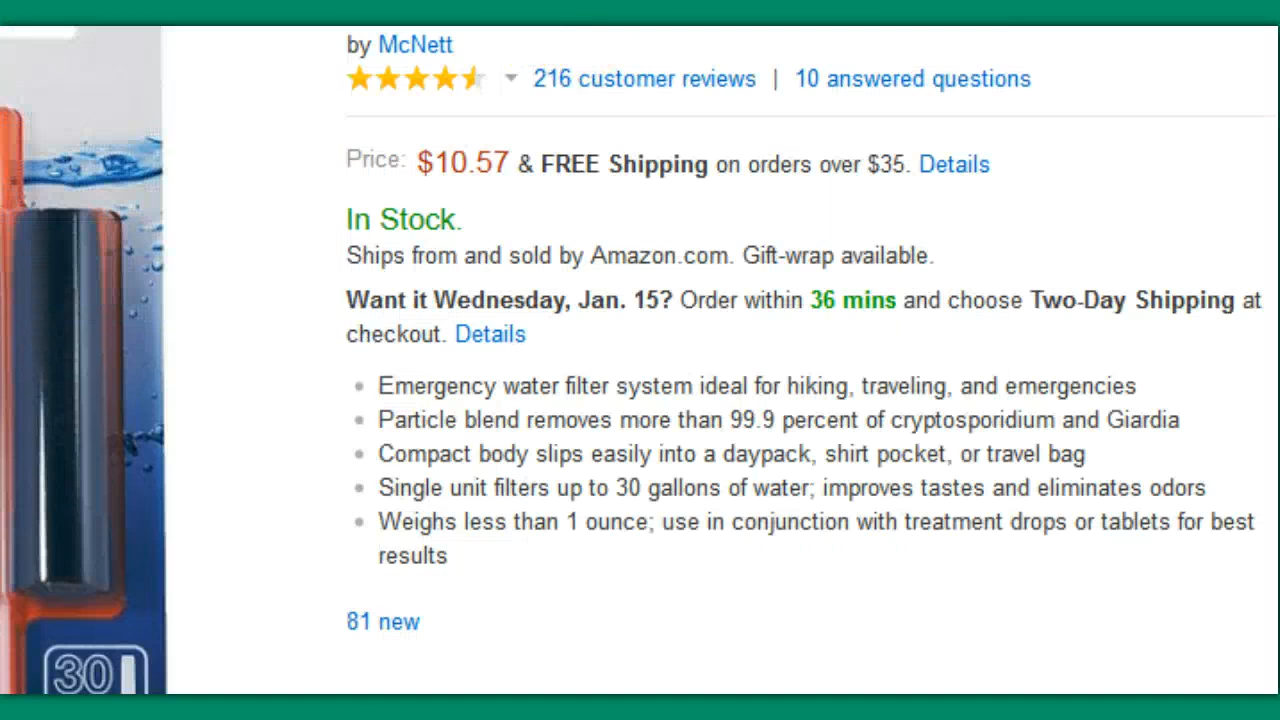 by McNett
216 customer reviews | 10 answered questions
Price: $10.57 & FREE Shipping on orders over $35. Details
In Stock.
Ships from and sold by Amazon.com. Gift-wrap available.
Want it Wednesday, Jan. 15? Order within 36 mins and choose Two-Day Shipping at
checkout. Details
Emergency water filter system ideal for hiking, traveling, and emergencies
Particle blend removes more than 99.9 percent of cryptosporidium and Giardia
Compact body slips easily into a daypack, shirt pocket, or travel bag
Single unit filters up to 30 gallons of water; improves tastes and eliminates odors
Weighs less than 1 ounce; use in conjunction with treatment drops or tablets for best
results
81 new
30